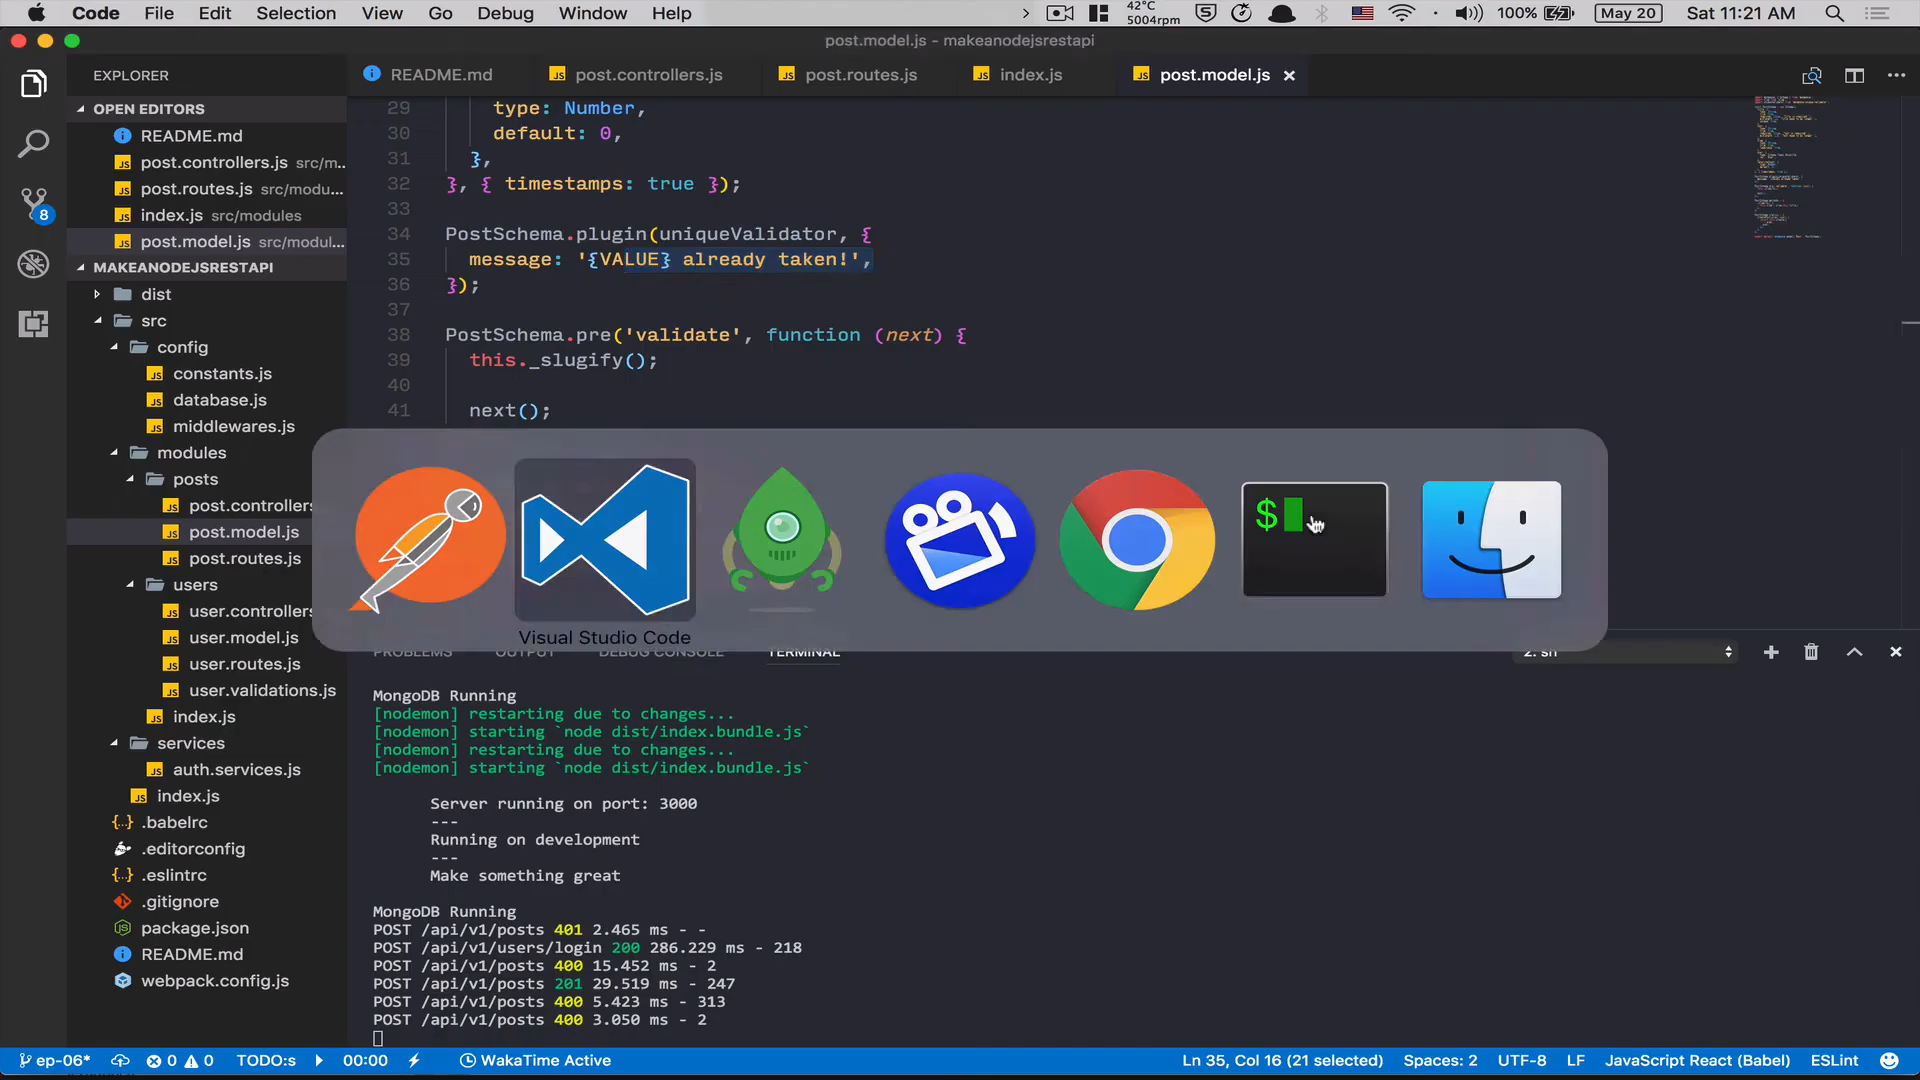 Code File Edit Selection View Go Debug Window Help
42°C
5004rpm
100% May 20 Sat 11:21 AM
post.model.js - makeanodejsrestapi
EXPLORER
README.md post.controllers.js post.routes.js index.js post.model.js
OPEN EDITORS
README.md
post.controllers.js src/m...
post.routes.js src/modu...
index.js src/modules
post.model.js src/modul...
MAKEANODEJSRESTAPI
dist
src
config
constants.js
database.js
middlewares.js
modules
posts
post.controllers
post.model.js
post.routes.js
users
user.controllers
user.model.js
user.routes.js
user.validations.js
index.js
services
auth.services.js
index.js
.babelrc
.editorconfig
.eslintrc
.gitignore
package.json
README.md
webpack.config.js
29 type: Number,
30 default: 0,
31 },
32 }, { timestamps: true });
33
34 PostSchema.plugin(uniqueValidator, {
35 message: '{VALUE} already taken!',
36 });
37
38 PostSchema.pre('validate', function (next) {
39 this._slugify();
40
41 next();
$
Visual Studio Code
PROBLEMS OUTPUT DEBUG CONSOLE TERMINAL
2: sh
MongoDB Running
[nodemon] restarting due to changes...
[nodemon] starting `node dist/index.bundle.js`
[nodemon] restarting due to changes...
[nodemon] starting `node dist/index.bundle.js`
Server running on port: 3000
---
Running on development
---
Make something great
MongoDB Running
POST /api/v1/posts 401 2.465 ms - -
POST /api/v1/users/login 200 286.229 ms - 218
POST /api/v1/posts 400 15.452 ms - 2
POST /api/v1/posts 201 29.519 ms - 247
POST /api/v1/posts 400 5.423 ms - 313
POST /api/v1/posts 400 3.050 ms - 2
8
ep-06* 0 0 TODO:s 00:00 WakaTime Active Ln 35, Col 16 (21 selected) Spaces: 2 UTF-8 LF JavaScript React (Babel) ESLint